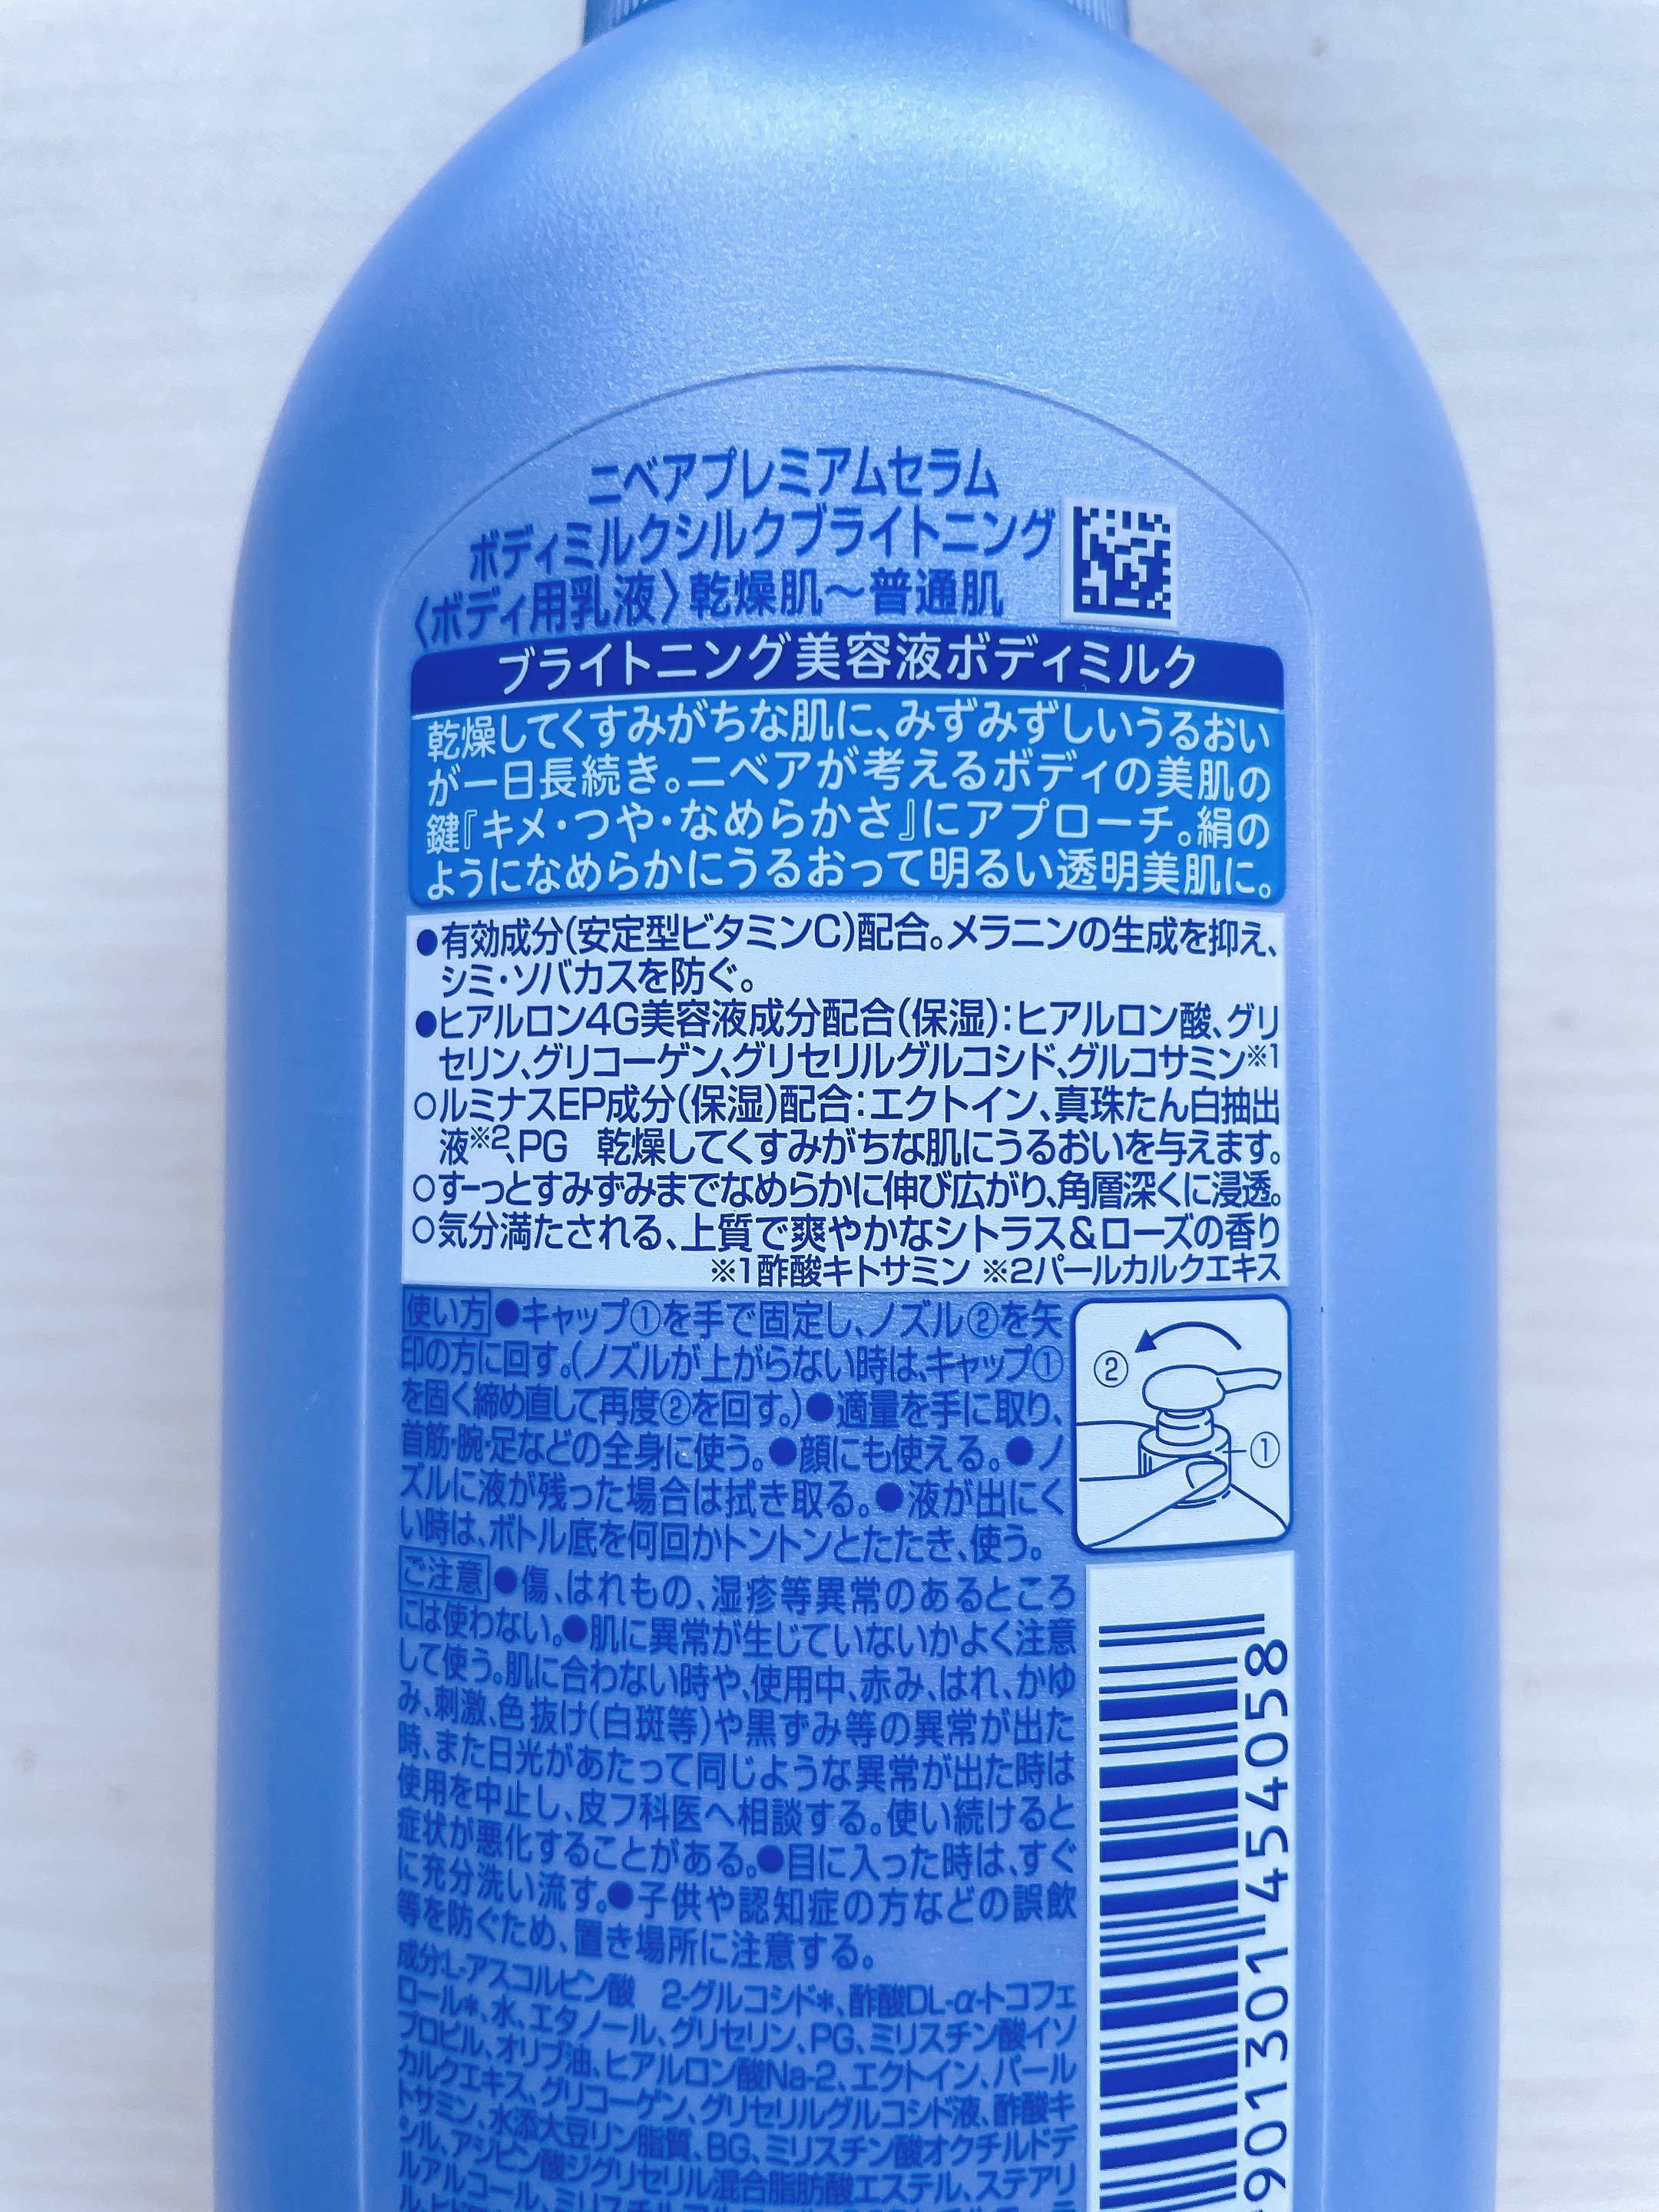 ニベアプレミアムセラム
ボディミルクシルクブライトニング
〈ボディ用乳液〉乾燥肌～普通肌
ブライトニング美容液ボディミルク
乾燥してくすみがちな肌に、みずみずしいうるおい
が一日長続き。ニベアが考えるボディの美肌の
鍵『キメ・つや・なめらかさ』にアプローチ。絹の
ようになめらかにうるおって明るい透明美肌に。
●有効成分(安定型ビタミンC)配合。メラニンの生成を抑え、
シミ・ソバカスを防ぐ。
●ヒアルロン4G美容液成分配合(保湿):ヒアルロン酸、グリ
セリン、グリコーゲン、グリセリルグルコシド、グルコサミン※1
○ルミナスEP成分(保湿)配合:エクトイン、真珠たん白抽出
液※2、PG 乾燥してくすみがちな肌にうるおいを与えます。
○すーっとすみずみまでなめらかに伸び広がり、角層深くに浸透。
○気分満たされる、上質で爽やかなシトラス&ローズの香り
※1酢酸キトサミン ※2パールカルクエキス
使い方 ●キャップ①を手で固定し、ノズル②を矢
印の方に回す。(ノズルが上がらない時は、キャップ①
を固く締め直して再度②を回す。)●適量を手に取り、
首筋・腕・足などの全身に使う。●顔にも使える。●ノ
ズルに液が残った場合は拭き取る。●液が出にく
い時は、ボトル底を何回かトントンとたたき、使う。
②
①
ご注意 ●傷、はれもの、湿疹等異常のあるところ
には使わない。●肌に異常が生じていないかよく注意
して使う。肌に合わない時や、使用中、赤み、はれ、かゆ
み、刺激、色抜け(白斑等)や黒ずみ等の異常が出た
時、また日光があたって同じような異常が出た時は
使用を中止し、皮フ科医へ相談する。使い続けると
症状が悪化することがある。●目に入った時は、すぐ
に充分洗い流す。●子供や認知症の方などの誤飲
等を防ぐため、置き場所に注意する。
成分:L-アスコルビン酸 2-グルコシド*、酢酸DL-α-トコフェ
ロール*、水、エタノール、グリセリン、PG、ミリスチン酸イソ
プロピル、オリブ油、ヒアルロン酸Na-2、エクトイン、パール
カルクエキス、グリコーゲン、グリセリルグルコシド液、酢酸キ
トサミン、水添大豆リン脂質、BG、ミリスチン酸オクチルドデ
シル、アジピン酸ジグリセリル混合脂肪酸エステル、ステアリ
ルアルコール、ミリスチル
901301 454058